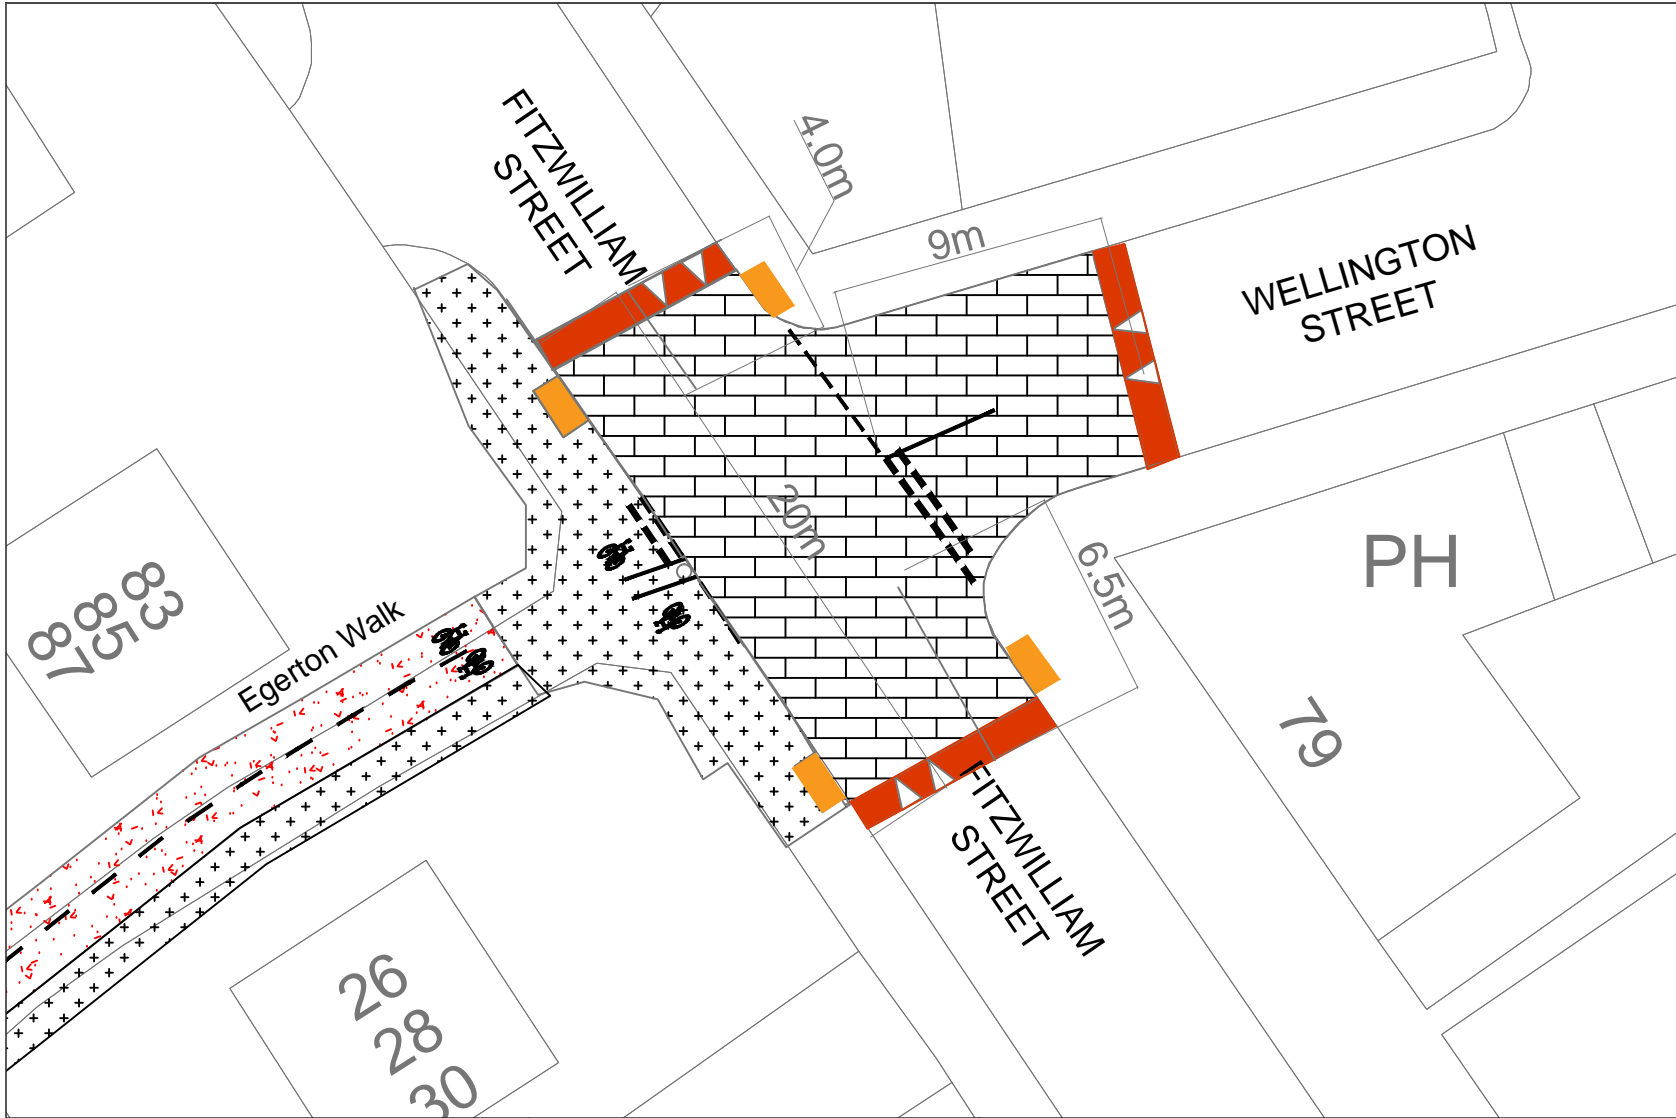 FITZWILLIAM
STREET
4.0m
9m
WELLINGTON
STREET
20m
6.5m
PH
83
85
87
Egerton Walk
79
FITZWILLIAM
STREET
26
28
30